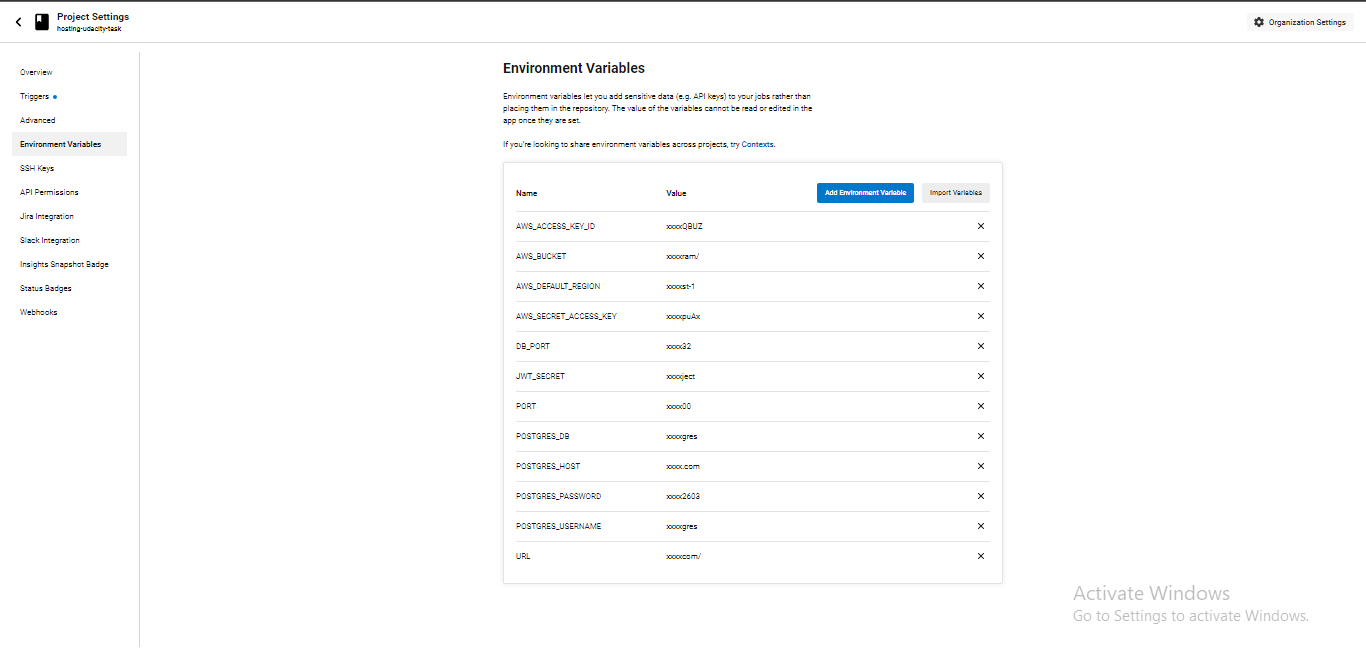 Project Settings
hosting-udacity-task
Organization Settings
Overview
Triggers
Advanced
Environment Variables
SSH Keys
API Permissions
Jira Integration
Slack Integration
Insights Snapshot Badge
Status Badges
Webhooks
Environment Variables
Environment variables let you add sensitive data (e.g. API keys) to your jobs rather than
placing them in the repository. The value of the variables cannot be read or edited in the
app once they are set.
If you're looking to share environment variables across projects, try Contexts.
Name Value Add Environment Variable Import Variables
AWS_ACCESS_KEY_ID xxxxQBUZ
AWS_BUCKET xxxxram/
AWS_DEFAULT_REGION xxxxst-1
AWS_SECRET_ACCESS_KEY xxxxpuAx
DB_PORT xxxx32
JWT_SECRET xxxxject
PORT xxxx00
POSTGRES_DB xxxxgres
POSTGRES_HOST xxxx.com
POSTGRES_PASSWORD xxxx2603
POSTGRES_USERNAME xxxxgres
URL xxxxcom/
Activate Windows
Go to Settings to activate Windows.